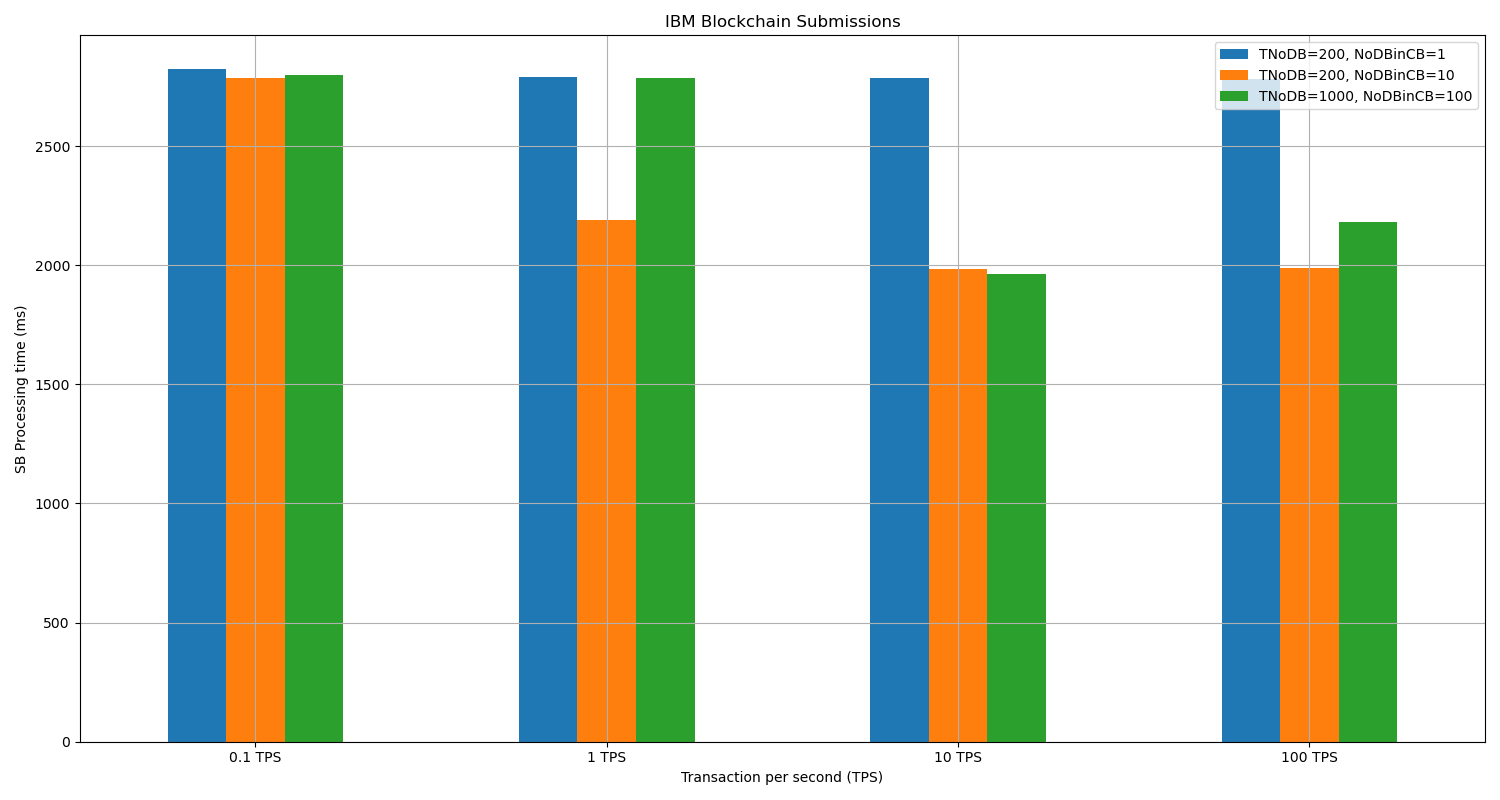 IBM Blockchain Submissions
TNoDB=200, NoDBinCB=1
TNoDB=200, NoDBinCB=10
TNoDB=1000, NoDBinCB=100
SB Processing time (ms)
2500
2000
1500
1000
500
0
0.1 TPS
1 TPS
10 TPS
100 TPS
Transaction per second (TPS)